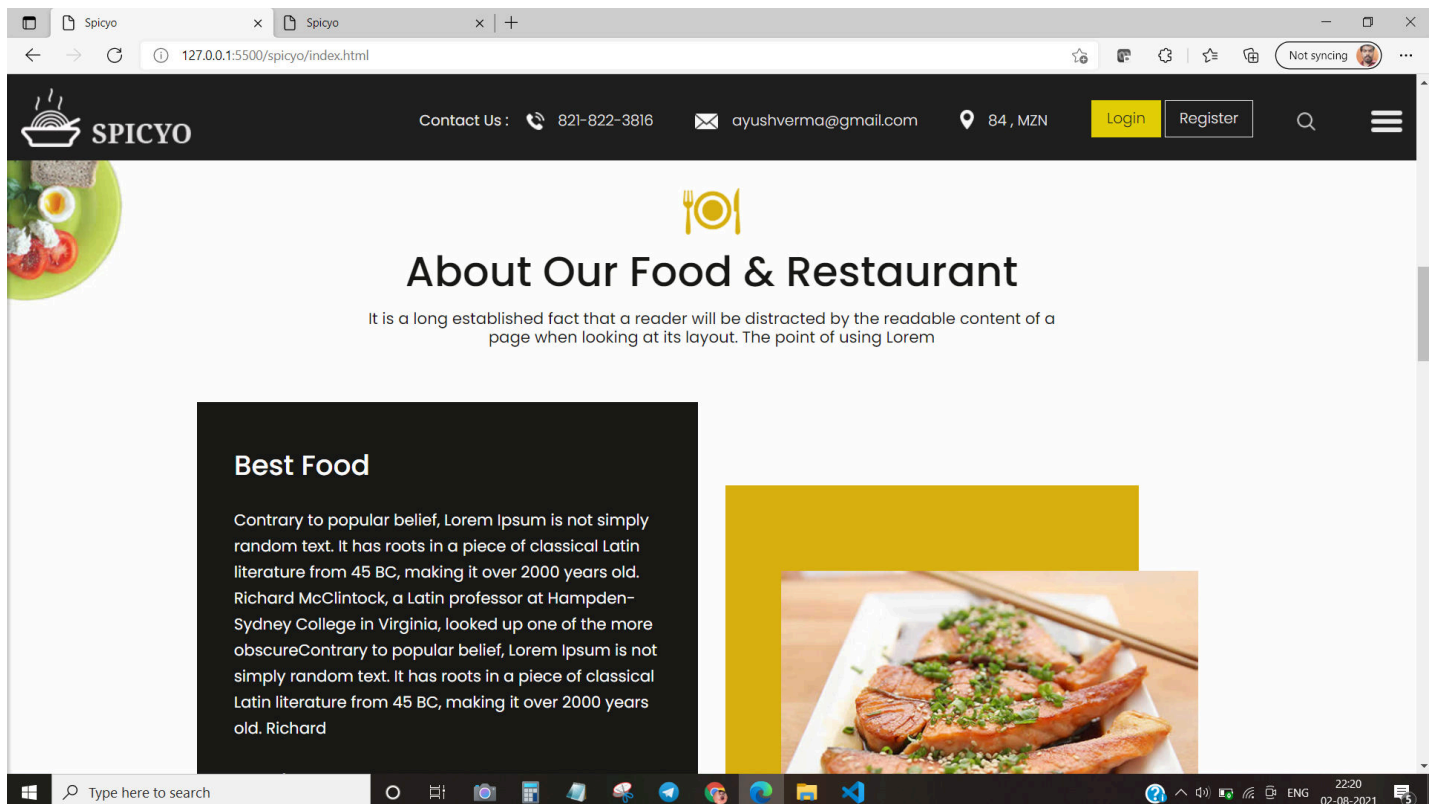 Spicyo
Spicyo
127.0.0.1:5500/spicyo/index.html
Not syncing
SPICYO
Contact Us :
821-822-3816
ayushverma@gmail.com
84 , MZN
Login
Register
About Our Food & Restaurant
It is a long established fact that a reader will be distracted by the readable content of a
page when looking at its layout. The point of using Lorem
Best Food
Contrary to popular belief, Lorem Ipsum is not simply
random text. It has roots in a piece of classical Latin
literature from 45 BC, making it over 2000 years old.
Richard McClintock, a Latin professor at Hampden-
Sydney College in Virginia, looked up one of the more
obscureContrary to popular belief, Lorem Ipsum is not
simply random text. It has roots in a piece of classical
Latin literature from 45 BC, making it over 2000 years
old. Richard
Type here to search
ENG
22:20
02-08-2021
5